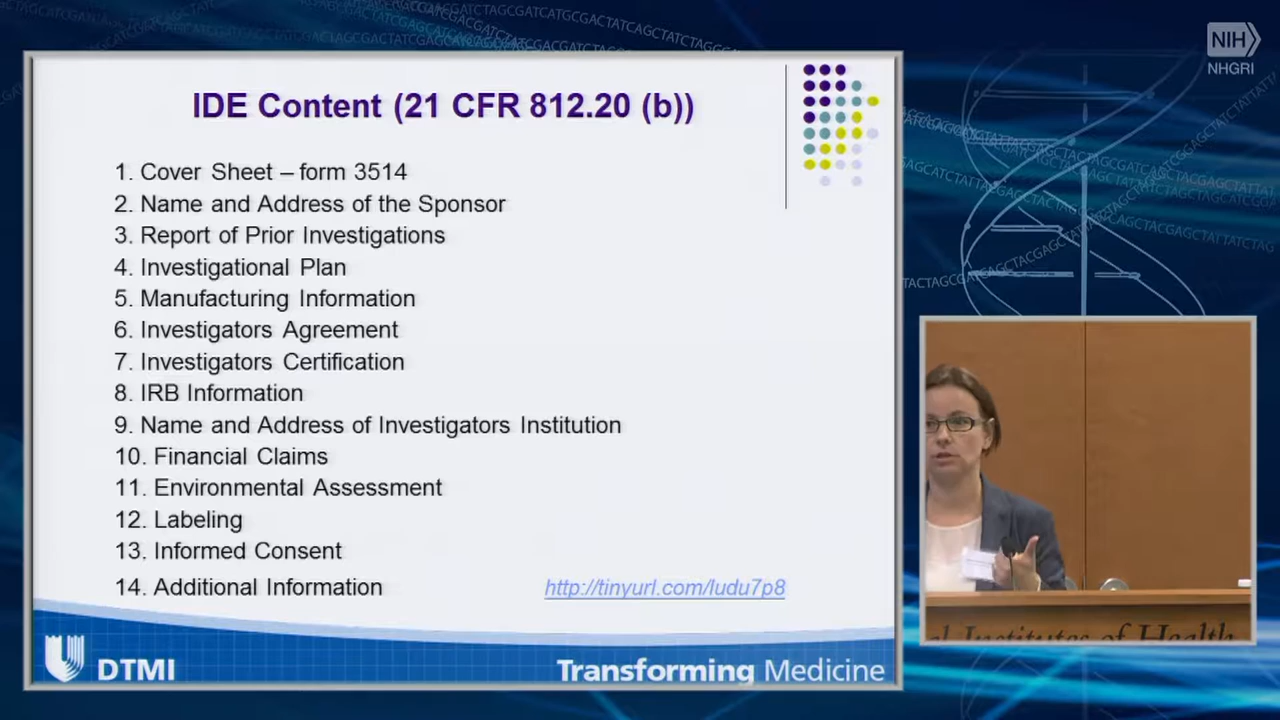 IDE Content (21 CFR 812.20 (b))
1. Cover Sheet – form 3514
2. Name and Address of the Sponsor
3. Report of Prior Investigations
4. Investigational Plan
5. Manufacturing Information
6. Investigators Agreement
7. Investigators Certification
8. IRB Information
9. Name and Address of Investigators Institution
10. Financial Claims
11. Environmental Assessment
12. Labeling
13. Informed Consent
14. Additional Information
http://tinyurl.com/ludu7p8
DTMI
Transforming Medicine
NIH
NHGRI
Institutes of Health